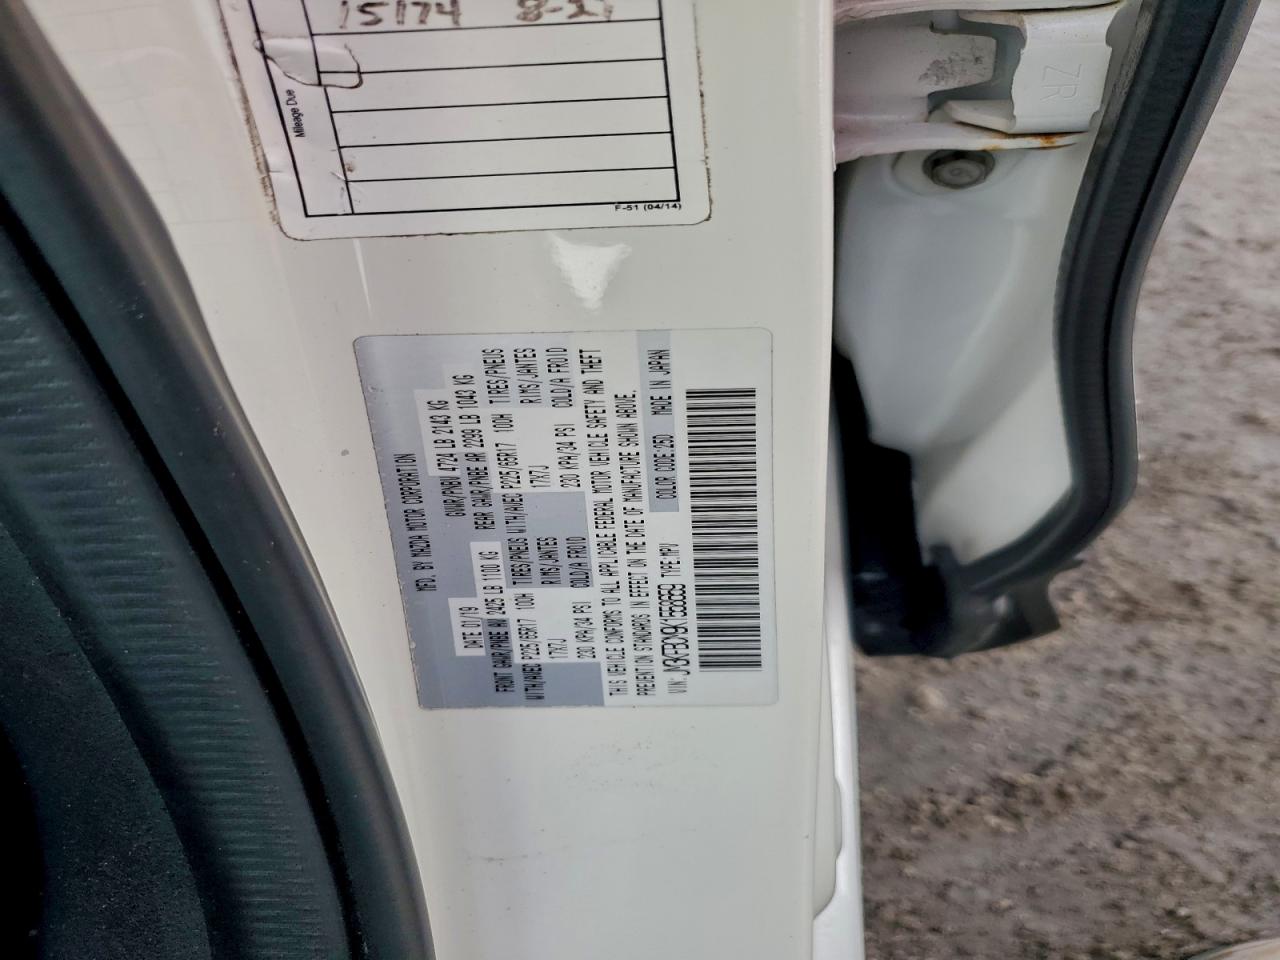 15174 8-21
Mileage Due
F-51 (04/14)
MFD. BY MAZDA MOTOR CORPORATION
DATE 01/19 GVWR/PNBV 4724 LB 2143 KG
FRONT GAWR/PNBE AV 2425 LB 1100 KG REAR GAWR/PNBE AR 2299 LB 1043 KG
WITH/AVEC P225/65R17 100H TIRES/PNEUS WITH/AVEC P225/65R17 100H TIRES/PNEUS
17X7J RIMS/JANTES 17X7J RIMS/JANTES
230 KPA/34 PSI COLD/A FROID 230 KPA/34 PSI COLD/A FROID
THIS VEHICLE CONFORMS TO ALL APPLICABLE FEDERAL MOTOR VEHICLE SAFETY AND THEFT
PREVENTION STANDARDS IN EFFECT ON THE DATE OF MANUFACTURE SHOWN ABOVE.
COLOR CODE:25D MADE IN JAPAN
VIN: TYPE:MPV
ZR